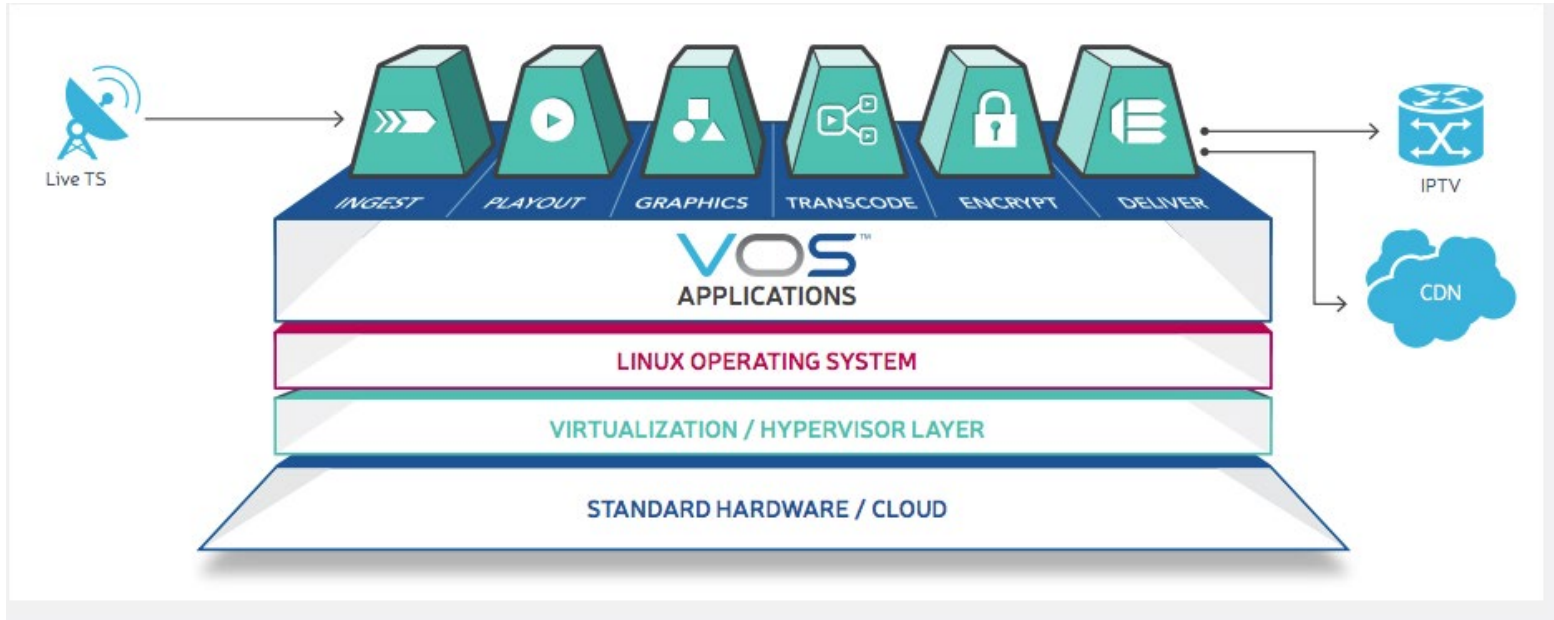 Live TS
INGEST
PLAYOUT
GRAPHICS
TRANSCODE
ENCRYPT
DELIVER
IPTV
VOS™
APPLICATIONS
CDN
LINUX OPERATING SYSTEM
VIRTUALIZATION / HYPERVISOR LAYER
STANDARD HARDWARE / CLOUD